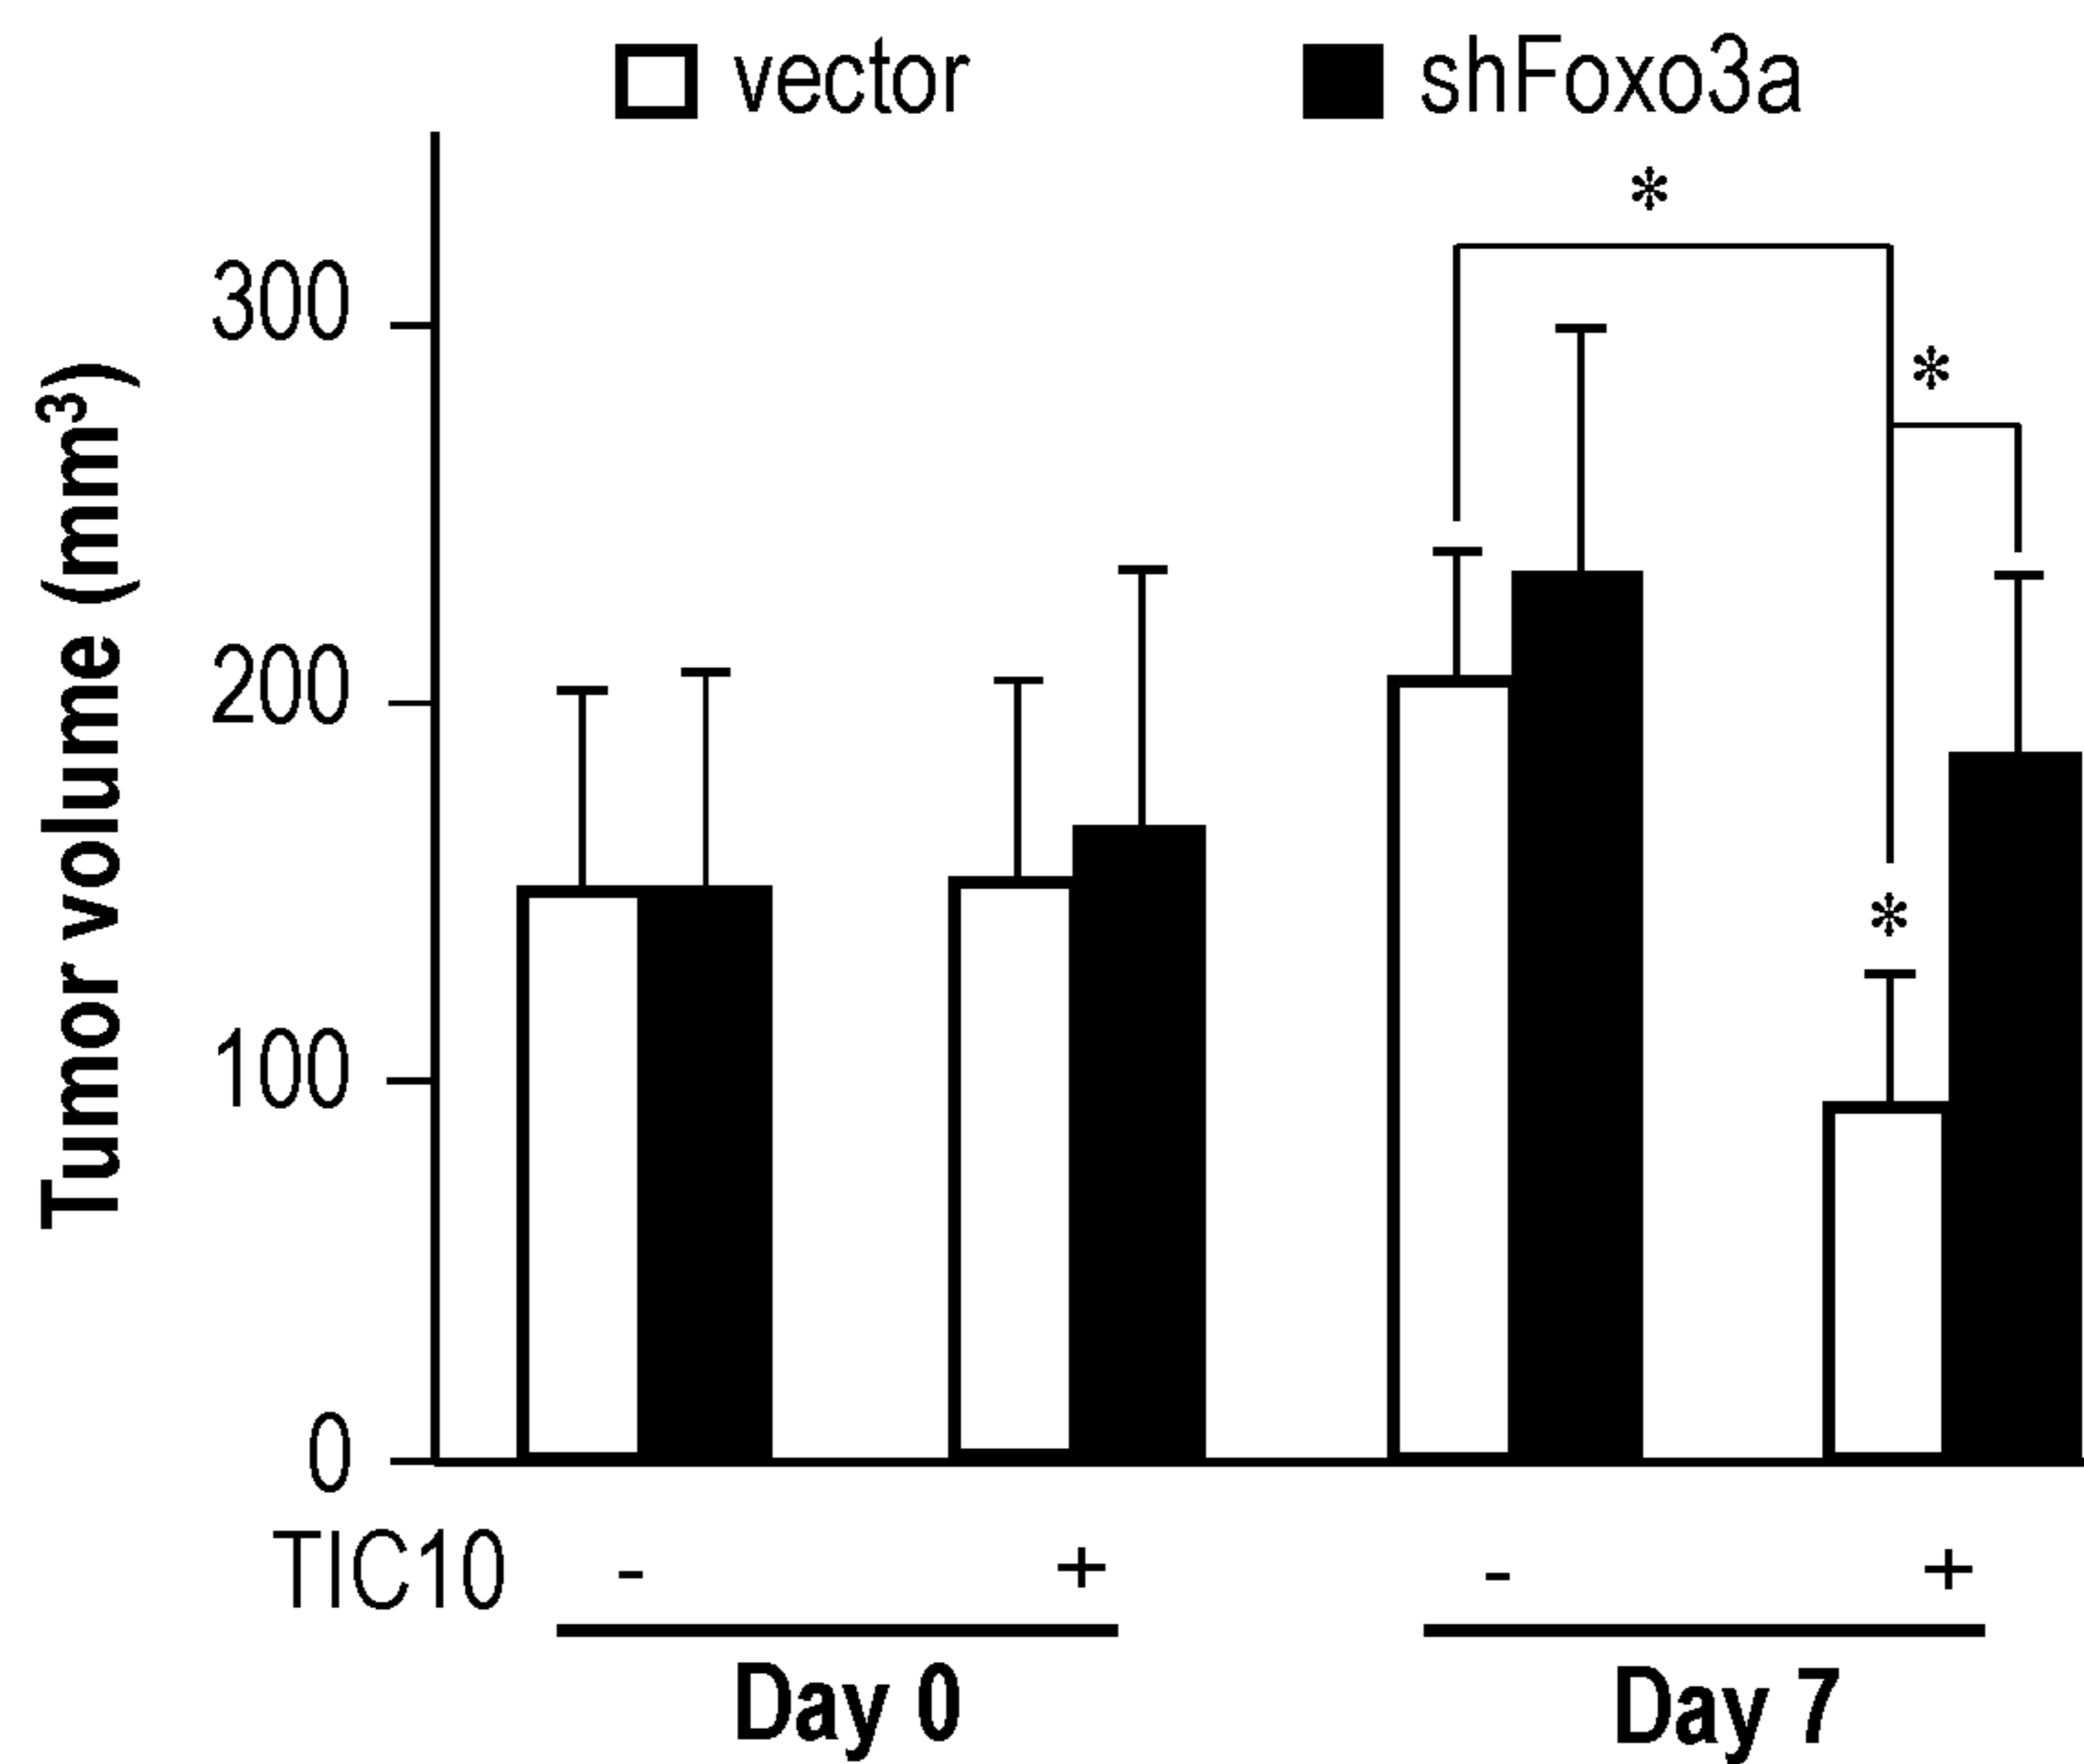 vector shFoxo3a
*
300
*
200
*
100
0
Tumor volume (mm³)
TIC10 - + - +
Day 0 Day 7